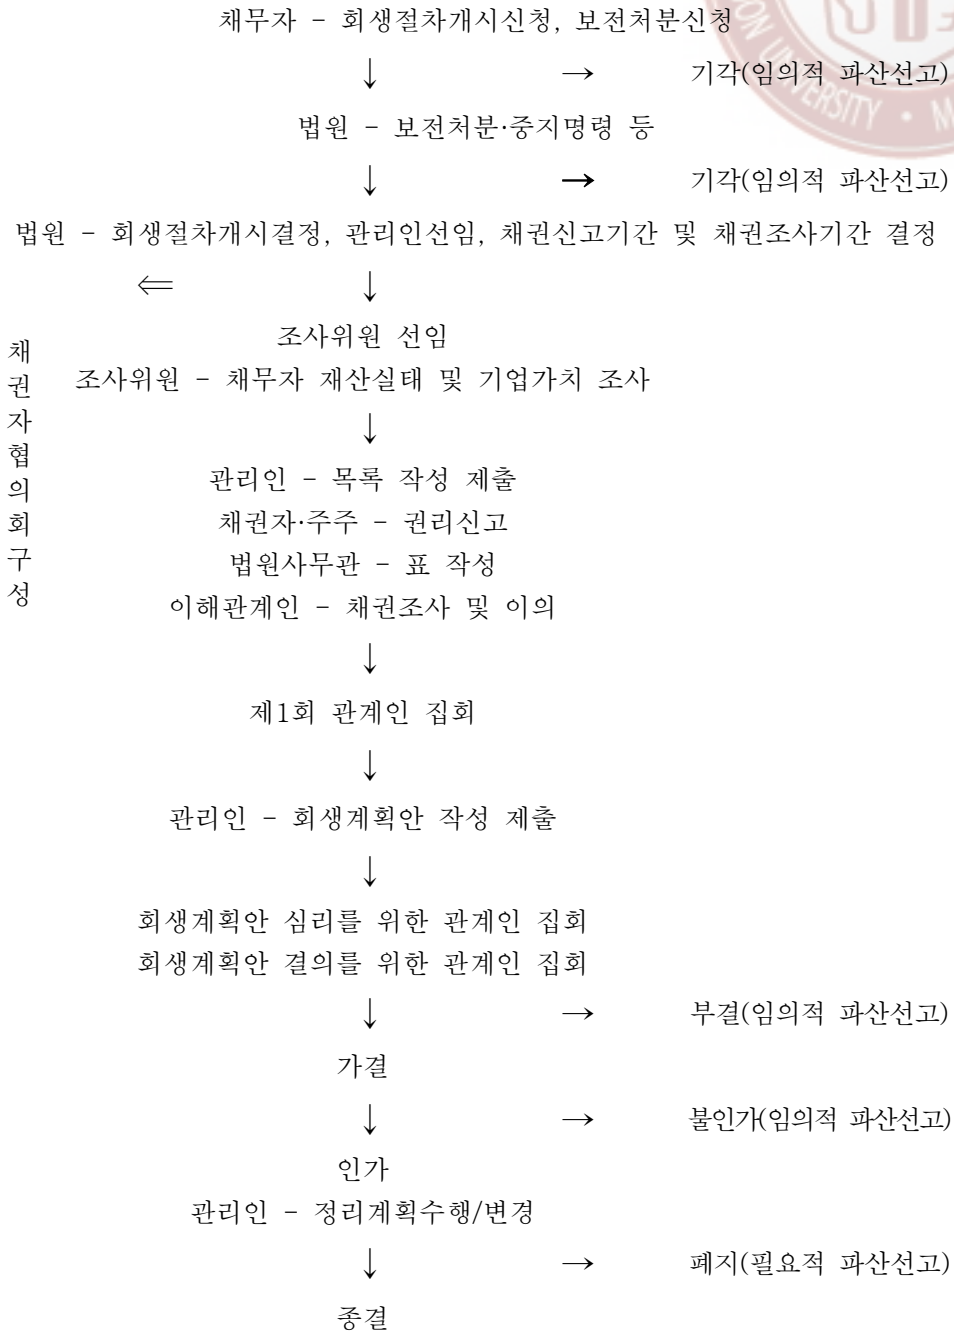 채무자 - 회생절차개시신청, 보전처분신청
↓ → 기각(임의적 파산선고)
법원 - 보전처분·중지명령 등
↓ → 기각(임의적 파산선고)
법원 - 회생절차개시결정, 관리인선임, 채권신고기간 및 채권조사기간 결정
⇐ ↓
채권자협의회구성
조사위원 선임
조사위원 - 채무자 재산실태 및 기업가치 조사
↓
관리인 - 목록 작성 제출
채권자·주주 - 권리신고
법원사무관 - 표 작성
이해관계인 - 채권조사 및 이의
↓
제1회 관계인 집회
↓
관리인 - 회생계획안 작성 제출
↓
회생계획안 심리를 위한 관계인 집회
회생계획안 결의를 위한 관계인 집회
↓ → 부결(임의적 파산선고)
가결
↓ → 불인가(임의적 파산선고)
인가
관리인 - 정리계획수행/변경
↓ → 폐지(필요적 파산선고)
종결